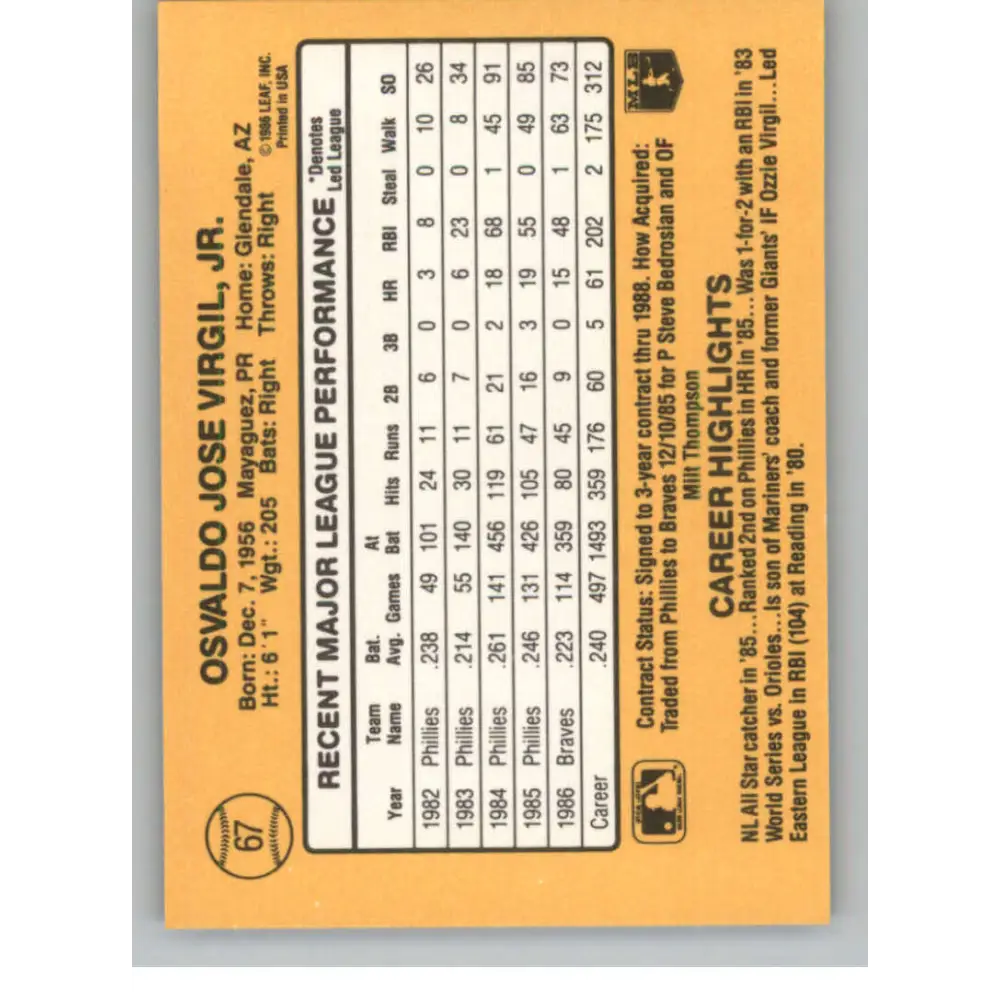 67
OSVALDO JOSE VIRGIL, JR.
Born: Dec. 7, 1956 Mayaguez, PR Home: Glendale, AZ
Ht.: 6'1" Wgt.: 205 Bats: Right Throws: Right
© 1986 LEAF, INC.
Printed in USA
RECENT MAJOR LEAGUE PERFORMANCE
*Denotes
Led League
Year Team Name Bat. Avg. Games At Bat Hits Runs 2B 3B HR RBI Steal Walk SO
1982 Phillies .238 49 101 24 11 6 0 3 8 0 10 26
1983 Phillies .214 55 140 30 11 7 0 6 23 0 8 34
1984 Phillies .261 141 456 119 61 21 2 18 68 1 45 91
1985 Phillies .246 131 426 105 47 16 3 19 55 0 49 85
1986 Braves .223 114 359 80 45 9 0 15 48 1 63 73
Career .240 497 1493 359 176 60 5 61 202 2 175 312
Contract Status: Signed to 3-year contract thru 1988. How Acquired:
Traded from Phillies to Braves 12/10/85 for P Steve Bedrosian and OF
Milt Thompson
MLB
CAREER HIGHLIGHTS
NL All Star catcher in '85...Ranked 2nd on Phillies in HR in '85...Was 1-for-2 with an RBI in '83
World Series vs. Orioles...Is son of Mariners' coach and former Giants' IF Ozzie Virgil...Led
Eastern League in RBI (104) at Reading in '80.